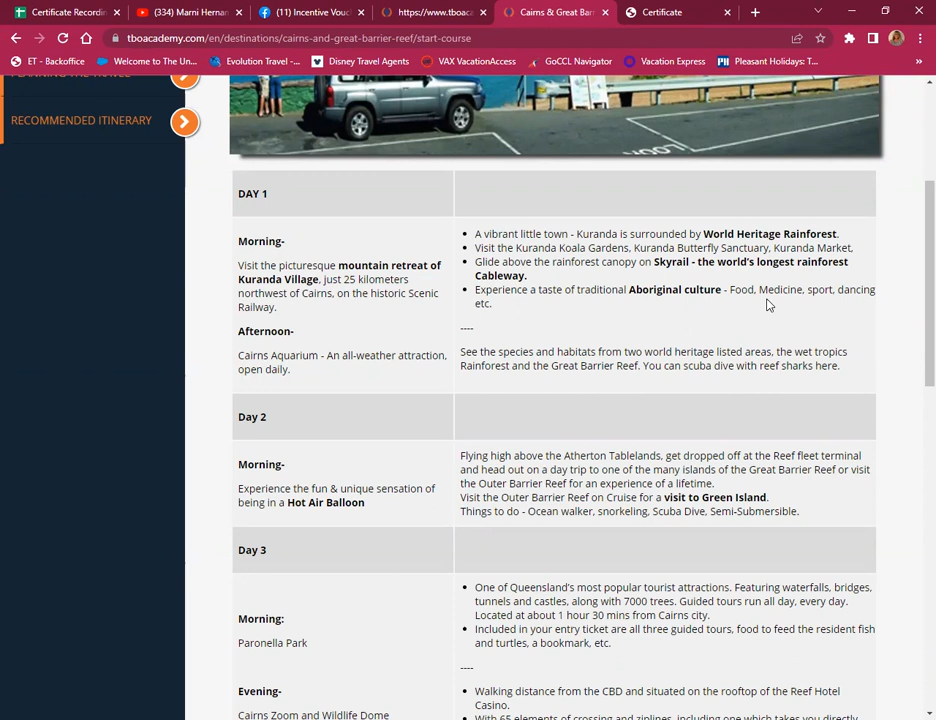 Certificate Recordin
(334) Marni Hernan
(11) Incentive Vouc
https://www.tboac
Cairns & Great Barr
Certificate
tboacademy.com/en/destinations/cairns-and-great-barrier-reef/start-course
ET - Backoffice
Welcome to The Un...
Evolution Travel -...
Disney Travel Agents
VAX VacationAccess
GoCCL Navigator
Vacation Express
Pleasant Holidays: T...
RECOMMENDED ITINERARY
DAY 1
Morning-
Visit the picturesque mountain retreat of
Kuranda Village, just 25 kilometers
northwest of Cairns, on the historic Scenic
Railway.
Afternoon-
Cairns Aquarium - An all-weather attraction,
open daily.
A vibrant little town - Kuranda is surrounded by World Heritage Rainforest.
Visit the Kuranda Koala Gardens, Kuranda Butterfly Sanctuary, Kuranda Market,
Glide above the rainforest canopy on Skyrail - the world's longest rainforest
Cableway.
Experience a taste of traditional Aboriginal culture - Food, Medicine, sport, dancing
etc.
----
See the species and habitats from two world heritage listed areas, the wet tropics
Rainforest and the Great Barrier Reef. You can scuba dive with reef sharks here.
Day 2
Morning-
Experience the fun & unique sensation of
being in a Hot Air Balloon
Flying high above the Atherton Tablelands, get dropped off at the Reef fleet terminal
and head out on a day trip to one of the many islands of the Great Barrier Reef or visit
the Outer Barrier Reef for an experience of a lifetime.
Visit the Outer Barrier Reef on Cruise for a visit to Green Island.
Things to do - Ocean walker, snorkeling, Scuba Dive, Semi-Submersible.
Day 3
Morning:
Paronella Park
One of Queensland's most popular tourist attractions. Featuring waterfalls, bridges,
tunnels and castles, along with 7000 trees. Guided tours run all day, every day.
Located at about 1 hour 30 mins from Cairns city.
Included in your entry ticket are all three guided tours, food to feed the resident fish
and turtles, a bookmark, etc.
----
Evening-
Cairns Zoom and Wildlife Dome
Walking distance from the CBD and situated on the rooftop of the Reef Hotel
Casino.
With 65 elements of crossing and ziplines, including one which takes you directly